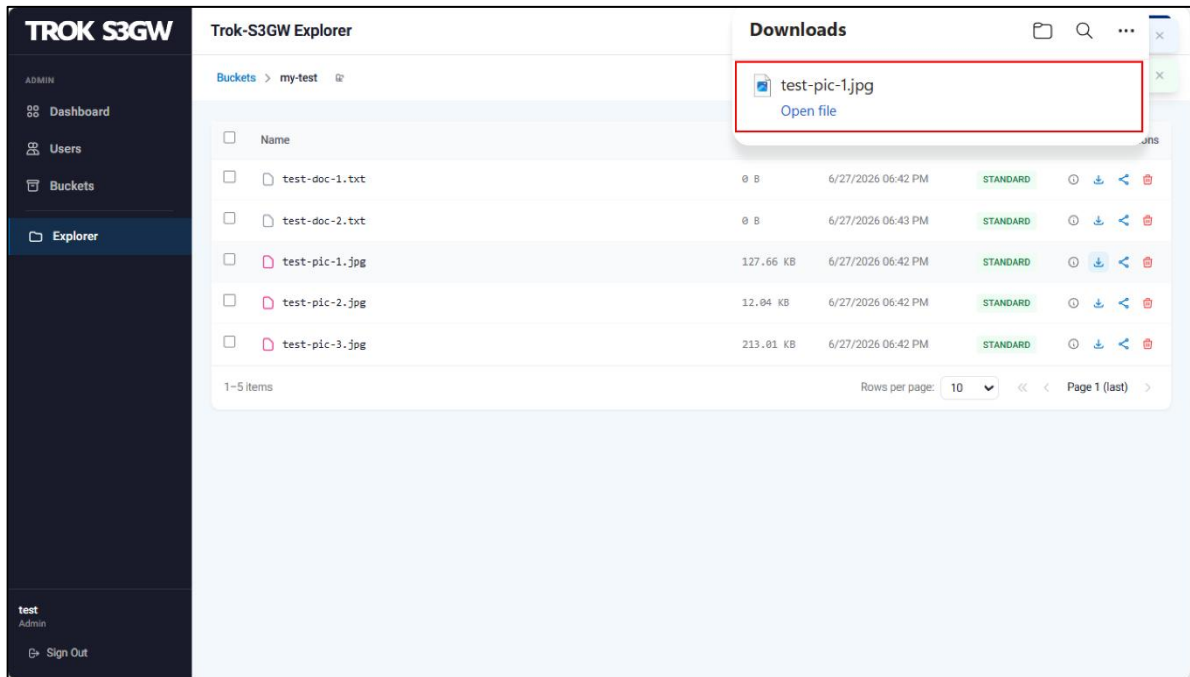 TROK S3GW
Trok-S3GW Explorer
Downloads
ADMIN
Dashboard
Users
Buckets
Explorer
Buckets > my-test
test-pic-1.jpg
Open file
Name
test-doc-1.txt 0 B 6/27/2026 06:42 PM STANDARD
test-doc-2.txt 0 B 6/27/2026 06:43 PM STANDARD
test-pic-1.jpg 127.66 KB 6/27/2026 06:42 PM STANDARD
test-pic-2.jpg 12.04 KB 6/27/2026 06:42 PM STANDARD
test-pic-3.jpg 213.01 KB 6/27/2026 06:42 PM STANDARD
1–5 items Rows per page: 10 Page 1 (last)
test
Admin
Sign Out